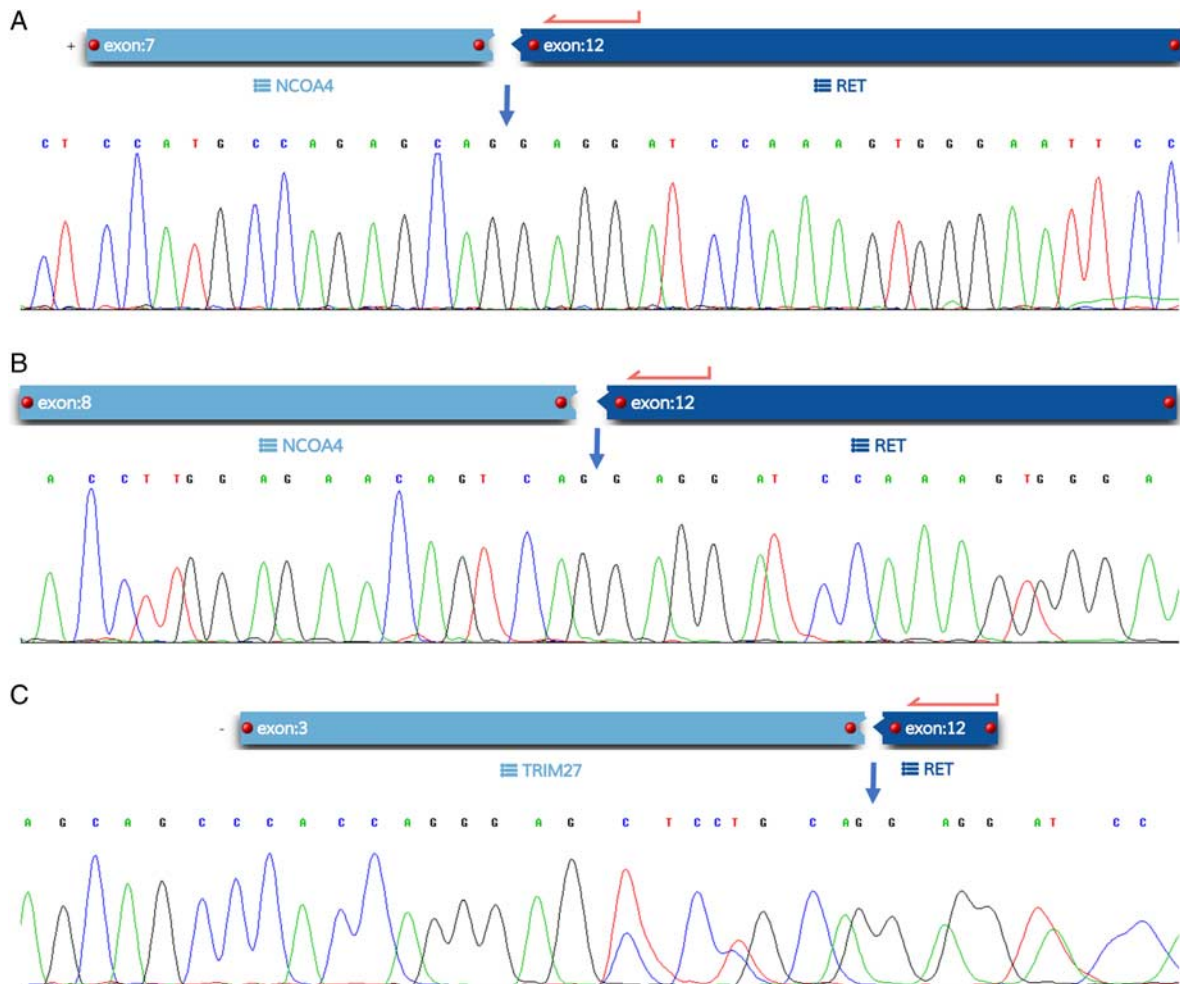 A
+ exon:7 exon:12
NCOA4 RET
C T C C A T G C C A G A G C A G G A G G A T C C A A A G T G G G A A T T C C
B
exon:8 exon:12
NCOA4 RET
A C C T T G G A G A A C A G T C A G G A G G A T C C A A A G T G G G A
C
- exon:3 exon:12
TRIM27 RET
A G C A G C C C A C C A G G G A G C T C C T G C A G G A G G A T C C